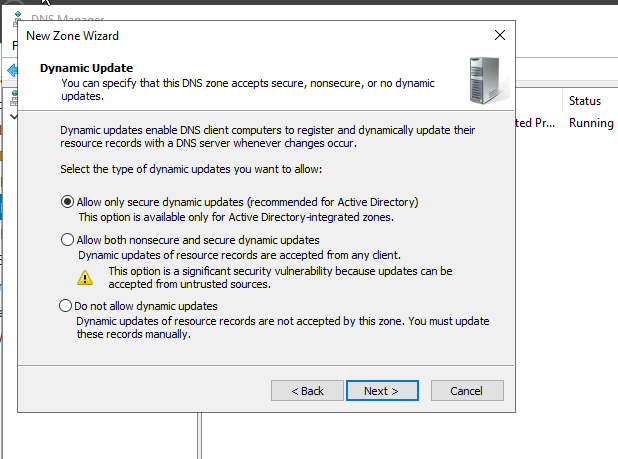 DNS Manager
New Zone Wizard
Dynamic Update
You can specify that this DNS zone accepts secure, nonsecure, or no dynamic
updates.
Dynamic updates enable DNS client computers to register and dynamically update their
resource records with a DNS server whenever changes occur.
Select the type of dynamic updates you want to allow:
Allow only secure dynamic updates (recommended for Active Directory)
This option is available only for Active Directory-integrated zones.
Allow both nonsecure and secure dynamic updates
Dynamic updates of resource records are accepted from any client.
This option is a significant security vulnerability because updates can be
accepted from untrusted sources.
Do not allow dynamic updates
Dynamic updates of resource records are not accepted by this zone. You must update
these records manually.
< Back
Next >
Cancel
Status
ted Pr...
Running